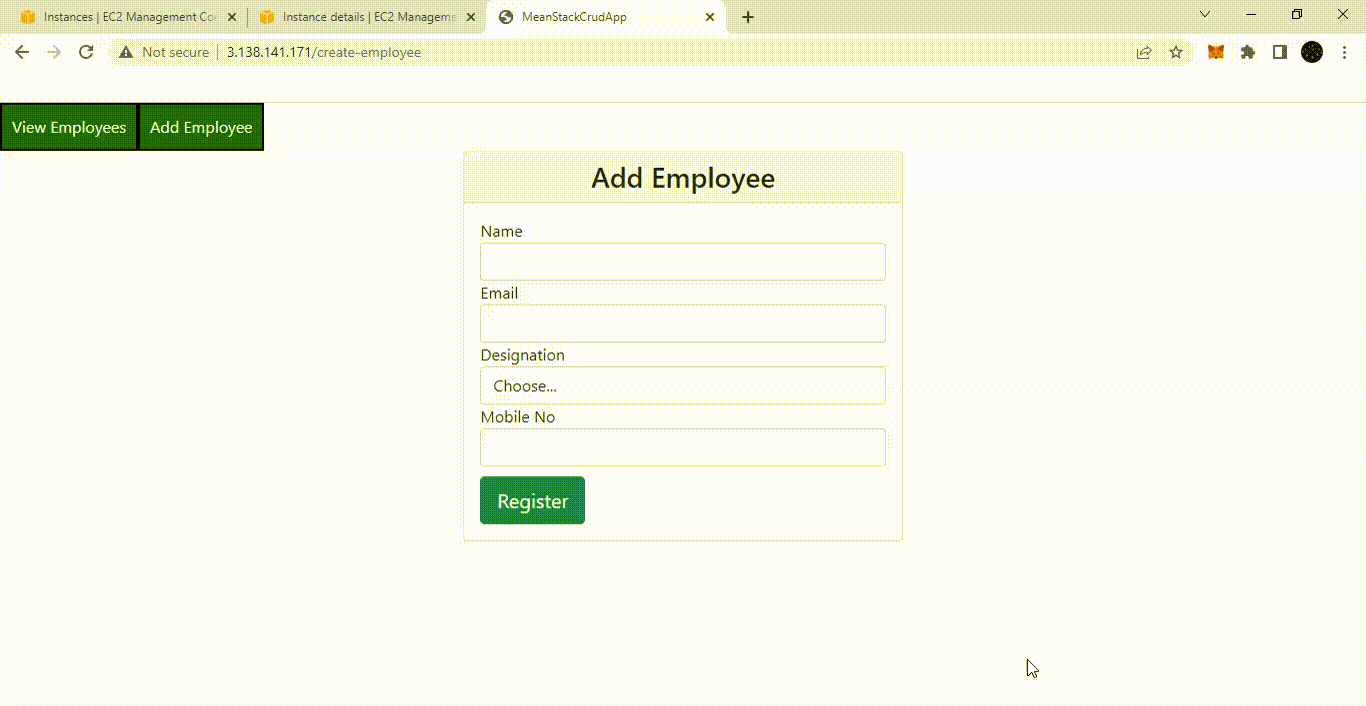 Instances | EC2 Management Co
Instance details | EC2 Manageme
MeanStackCrudApp
Not secure
3.138.141.171/create-employee
View Employees
Add Employee
Add Employee
Name
Email
Designation
Choose...
Mobile No
Register